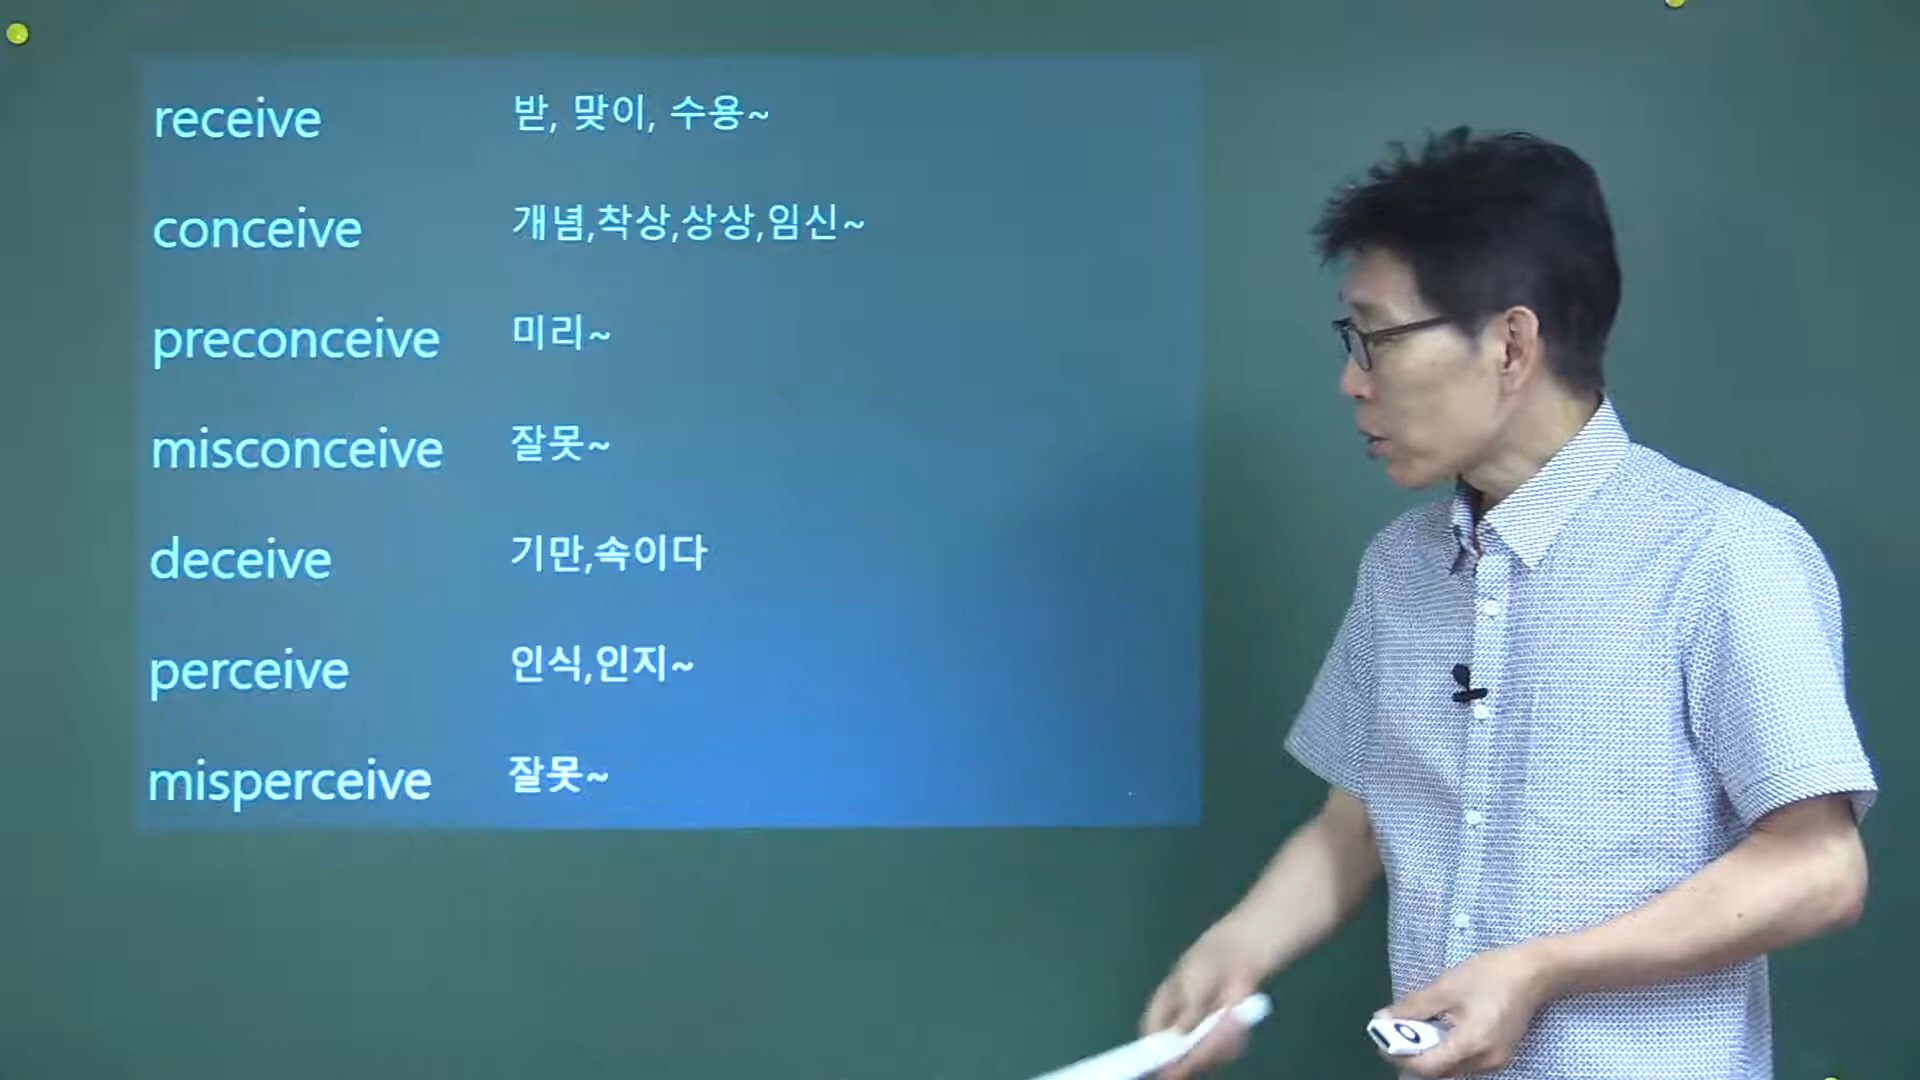 receive 받, 맞이, 수용~
conceive 개념,착상,상상,임신~
preconceive 미리~
misconceive 잘못~
deceive 기만,속이다
perceive 인식,인지~
misperceive 잘못~